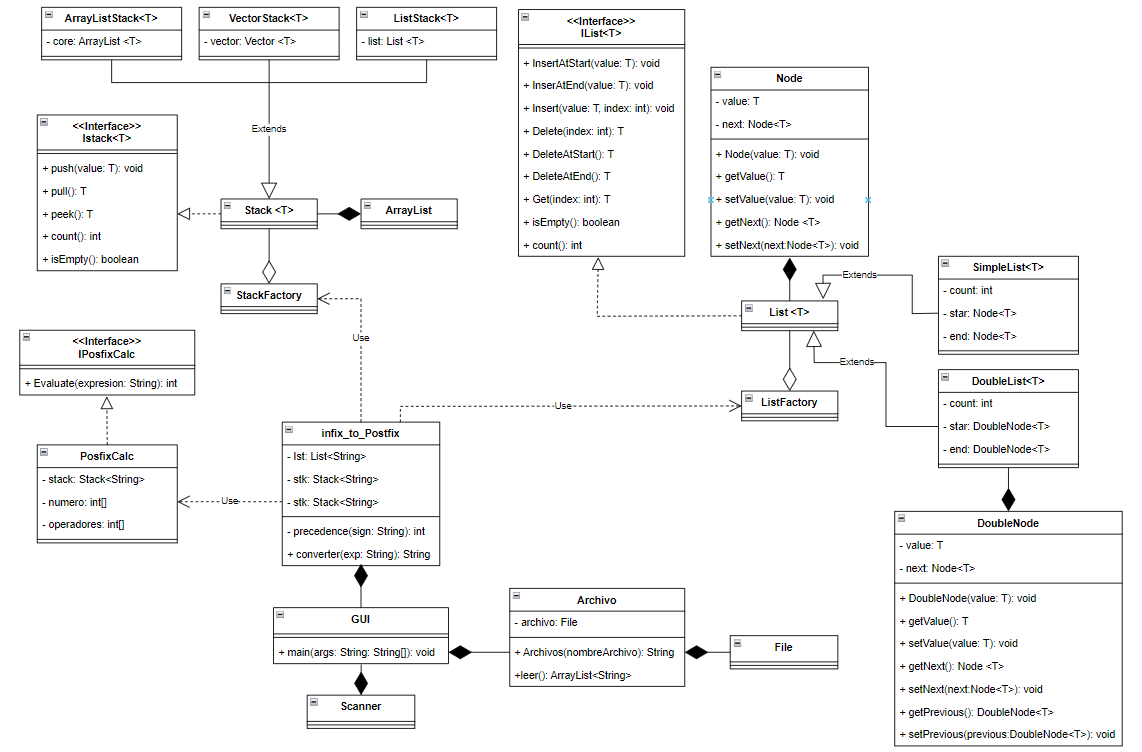 ArrayListStack<T>
- core: ArrayList <T>
VectorStack<T>
- vector: Vector <T>
ListStack<T>
- list: List <T>
<<Interface>>
IList<T>
+ InsertAtStart(value: T): void
+ InserAtEnd(value: T): void
+ Insert(value: T, index: int): void
+ Delete(index: int): T
+ DeleteAtStart(): T
+ DeleteAtEnd(): T
+ Get(index: int): T
+ isEmpty(): boolean
+ count(): int
Node
- value: T
- next: Node<T>
+ Node(value: T): void
+ getValue(): T
+ setValue(value: T): void
+ getNext(): Node <T>
+ setNext(next:Node<T>): void
<<Interface>>
Istack<T>
+ push(value: T): void
+ pull(): T
+ peek(): T
+ count(): int
+ isEmpty(): boolean
Extends
Stack <T>
ArrayList
StackFactory
Use
List <T>
Extends
SimpleList<T>
- count: int
- star: Node<T>
- end: Node<T>
Extends
DoubleList<T>
- count: int
- star: DoubleNode<T>
- end: DoubleNode<T>
ListFactory
Use
<<Interface>>
IPosfixCalc
+ Evaluate(expresion: String): int
PosfixCalc
- stack: Stack<String>
- numero: int[]
- operadores: int[]
Use
infix_to_Postfix
- lst: List<String>
- stk: Stack<String>
- stk: Stack<String>
- precedence(sign: String): int
+ converter(exp: String): String
DoubleNode
- value: T
- next: Node<T>
+ DoubleNode(value: T): void
+ getValue(): T
+ setValue(value: T): void
+ getNext(): Node <T>
+ setNext(next:Node<T>): void
+ getPrevious(): DoubleNode<T>
+ setPrevious(previous:DoubleNode<T>): void
GUI
+ main(args: String: String[]): void
Archivo
- archivo: File
+ Archivos(nombreArchivo): String
+leer(): ArrayList<String>
File
Scanner